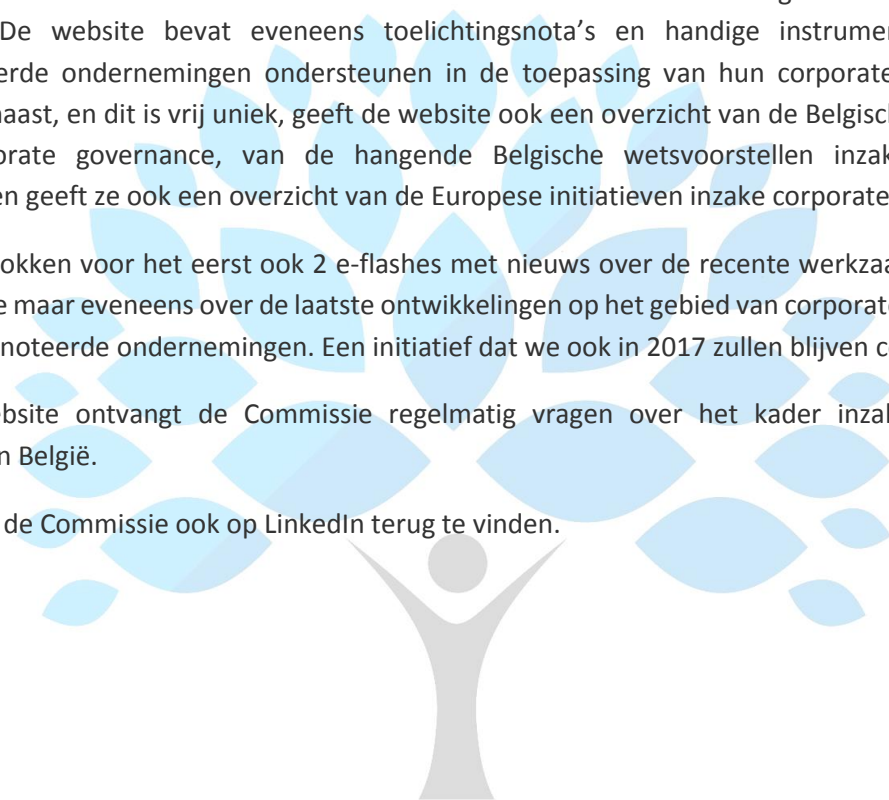 De website bevat eveneens toelichtingsnota's en handige instrumen
erde ondernemingen ondersteunen in de toepassing van hun corporate
naast, en dit is vrij uniek, geeft de website ook een overzicht van de Belgisch
orate governance, van de hangende Belgische wetsvoorstellen inzak
en geeft ze ook een overzicht van de Europese initiatieven inzake corporate
okken voor het eerst ook 2 e-flashes met nieuws over de recente werkzaa
e maar eveneens over de laatste ontwikkelingen op het gebied van corporate
noteerde ondernemingen. Een initiatief dat we ook in 2017 zullen blijven c
ebsite ontvangt de Commissie regelmatig vragen over het kader inzak
n België.
de Commissie ook op LinkedIn terug te vinden.